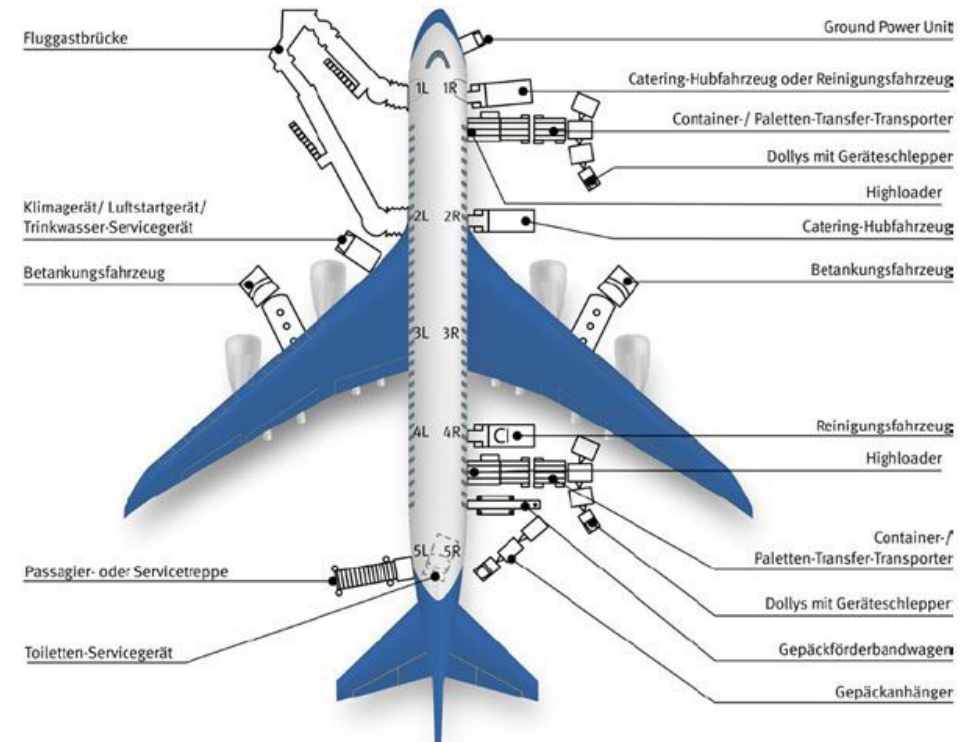 Fluggastbrücke
Klimagerät/ Luftstartgerät/
Trinkwasser-Servicegerät
Betankungsfahrzeug
Passagier- oder Servicetreppe
Toiletten-Servicegerät
1L 1R
2L 2R
3L 3R
4L 4R
5L 5R
Ground Power Unit
Catering-Hubfahrzeug oder Reinigungsfahrzeug
Container-/ Paletten-Transfer-Transporter
Dollys mit Geräteschlepper
Highloader
Catering-Hubfahrzeug
Betankungsfahrzeug
Reinigungsfahrzeug
Highloader
Container-/
Paletten-Transfer-Transporter
Dollys mit Geräteschlepper
Gepäckförderbandwagen
Gepäckanhänger